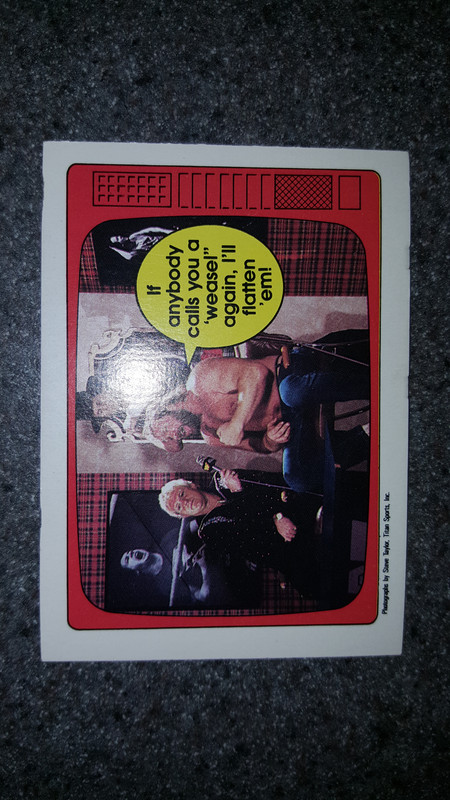 If
anybody
calls you a
'weasel"
again, I'll
flatten
'em!
Photographs by Steve Taylor, Titan Sports, Inc.